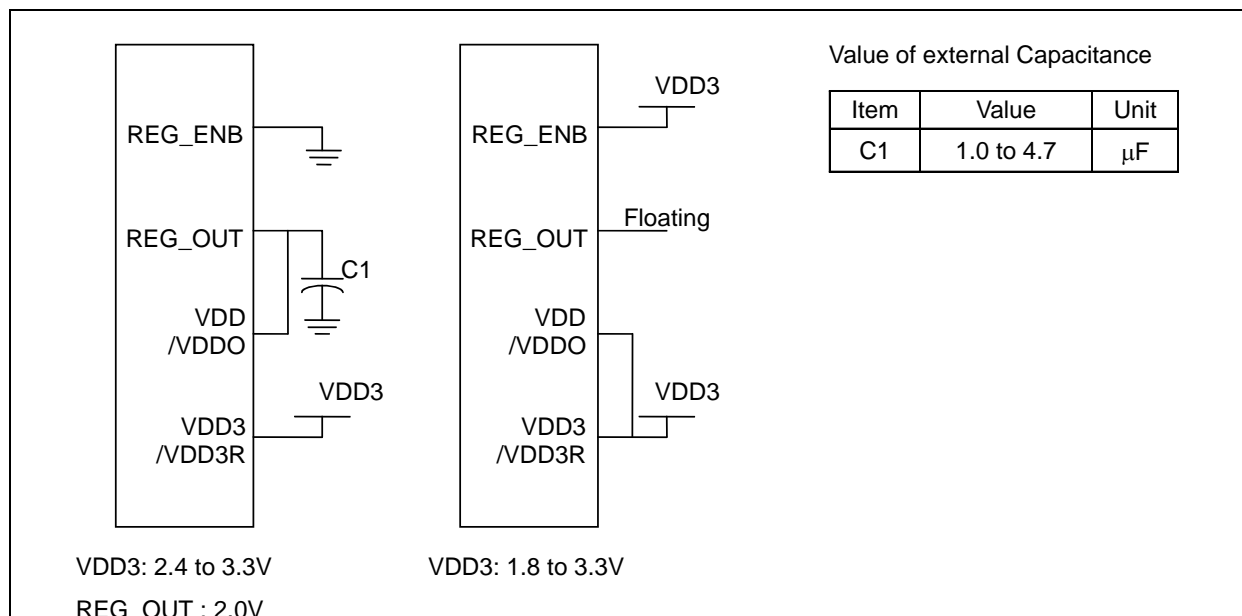 REG_ENB
REG_OUT
C1
VDD
/VDDO
VDD3
VDD3
/VDD3R
VDD3: 2.4 to 3.3V
REG_OUT : 2.0V
VDD3
REG_ENB
Floating
REG_OUT
VDD
/VDDO
VDD3
VDD3
/VDD3R
VDD3: 1.8 to 3.3V
Value of external Capacitance
Item Value Unit
C1 1.0 to 4.7 μF